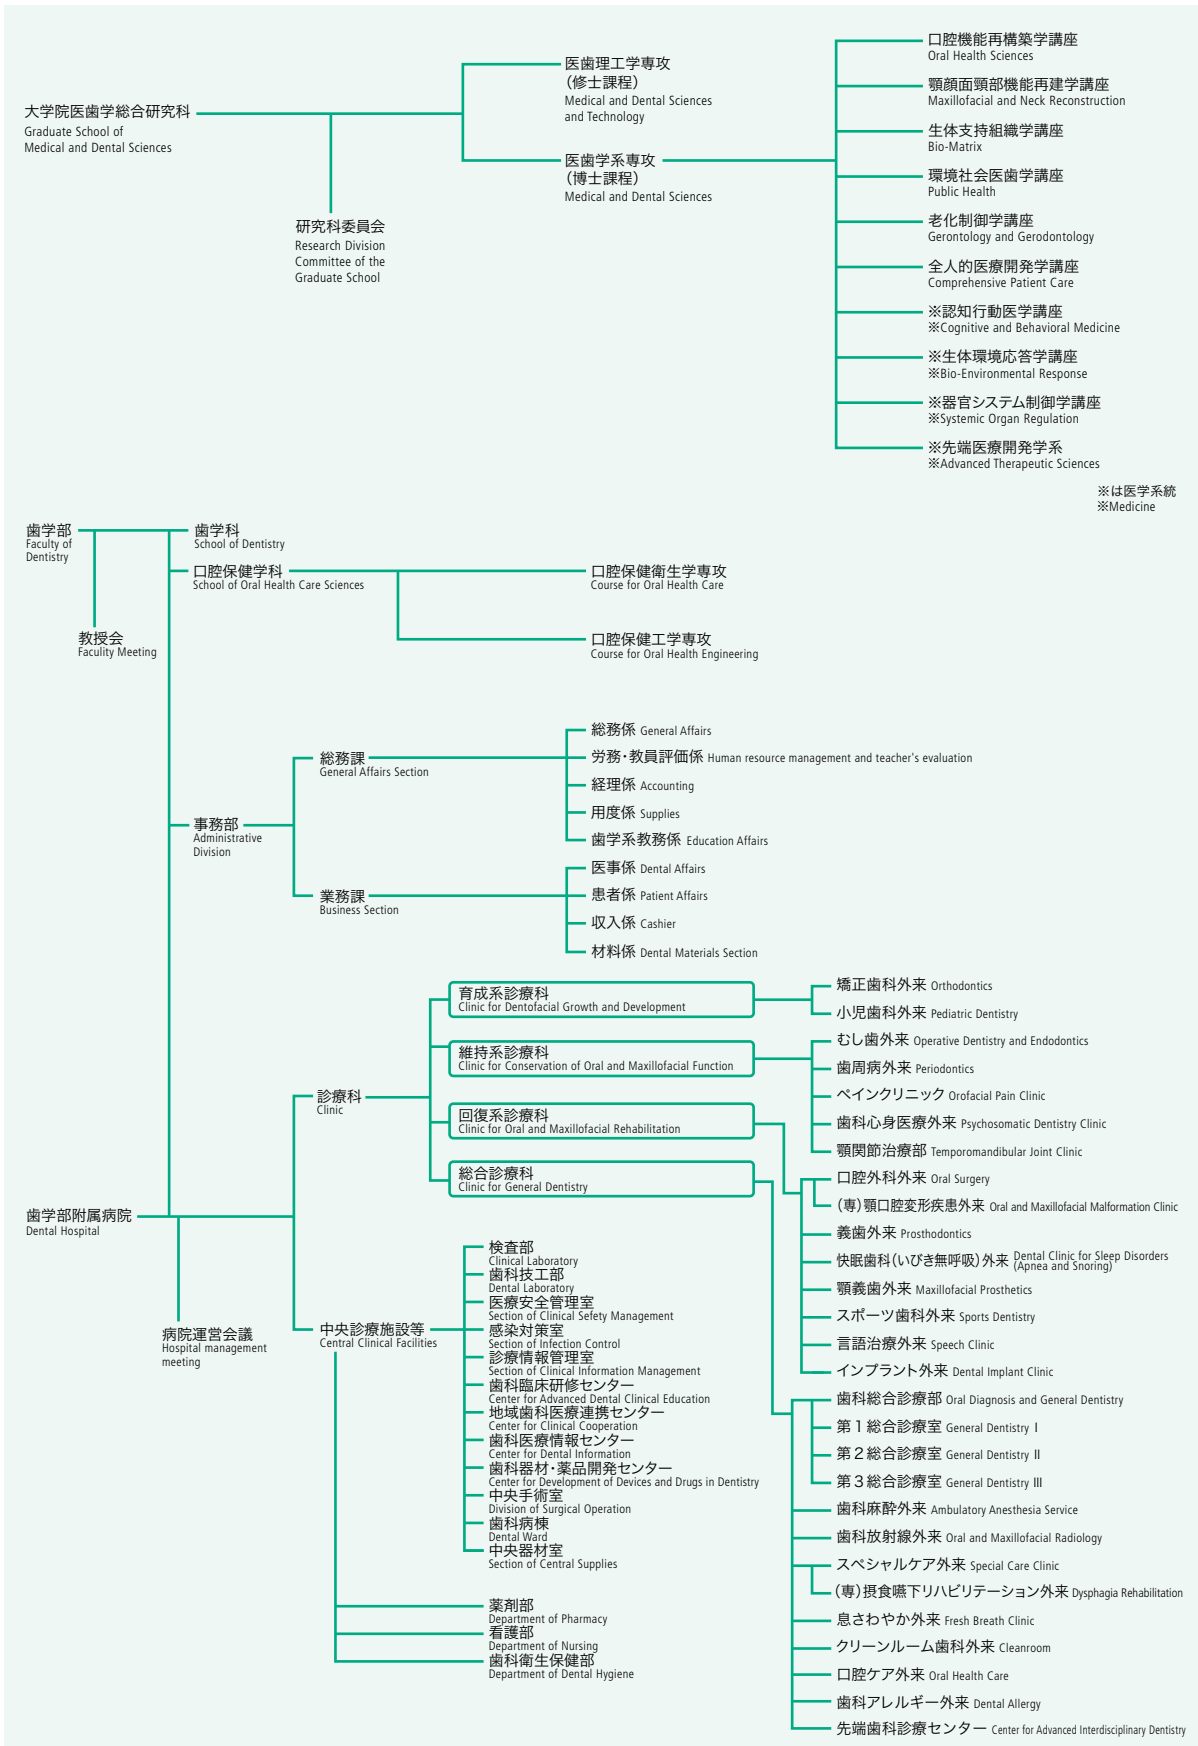 大学院医歯学総合研究科
Graduate School of
Medical and Dental Sciences
研究科委員会
Research Division
Committee of the
Graduate School
医歯理工学専攻
(修士課程)
Medical and Dental Sciences
and Technology
医歯学系専攻
(博士課程)
Medical and Dental Sciences
口腔機能再構築学講座
Oral Health Sciences
顎顔面頸部機能再建学講座
Maxillofacial and Neck Reconstruction
生体支持組織学講座
Bio-Matrix
環境社会医歯学講座
Public Health
老化制御学講座
Gerontology and Gerodontology
全人的医療開発学講座
Comprehensive Patient Care
※認知行動医学講座
※Cognitive and Behavioral Medicine
※生体環境応答学講座
※Bio-Environmental Response
※器官システム制御学講座
※Systemic Organ Regulation
※先端医療開発学系
※Advanced Therapeutic Sciences
※は医学系統
※Medicine
歯学部
Faculty of
Dentistry
教授会
Faculity Meeting
歯学科
School of Dentistry
口腔保健学科
School of Oral Health Care Sciences
口腔保健衛生学専攻
Course for Oral Health Care
口腔保健工学専攻
Course for Oral Health Engineering
事務部
Administrative
Division
総務課
General Affairs Section
総務係 General Affairs
労務・教員評価係 Human resource management and teacher's evaluation
経理係 Accounting
用度係 Supplies
歯学系教務係 Education Affairs
業務課
Business Section
医事係 Dental Affairs
患者係 Patient Affairs
収入係 Cashier
材料係 Dental Materials Section
歯学部附属病院
Dental Hospital
病院運営会議
Hospital management
meeting
診療科
Clinic
育成系診療科
Clinic for Dentofacial Growth and Development
維持系診療科
Clinic for Conservation of Oral and Maxillofacial Function
回復系診療科
Clinic for Oral and Maxillofacial Rehabilitation
総合診療科
Clinic for General Dentistry
矯正歯科外来 Orthodontics
小児歯科外来 Pediatric Dentistry
むし歯外来 Operative Dentistry and Endodontics
歯周病外来 Periodontics
ペインクリニック Orofacial Pain Clinic
歯科心身医療外来 Psychosomatic Dentistry Clinic
顎関節治療部 Temporomandibular Joint Clinic
口腔外科外来 Oral Surgery
(専)顎口腔変形疾患外来 Oral and Maxillofacial Malformation Clinic
義歯外来 Prosthodontics
快眠歯科(いびき無呼吸)外来 Dental Clinic for Sleep Disorders
(Apnea and Snoring)
顎義歯外来 Maxillofacial Prosthetics
スポーツ歯科外来 Sports Dentistry
言語治療外来 Speech Clinic
インプラント外来 Dental Implant Clinic
歯科総合診療部 Oral Diagnosis and General Dentistry
第1総合診療室 General Dentistry Ⅰ
第2総合診療室 General Dentistry Ⅱ
第3総合診療室 General Dentistry Ⅲ
歯科麻酔外来 Ambulatory Anesthesia Service
歯科放射線外来 Oral and Maxillofacial Radiology
スペシャルケア外来 Special Care Clinic
(専)摂食嚥下リハビリテーション外来 Dysphagia Rehabilitation
息さわやか外来 Fresh Breath Clinic
クリーンルーム歯科外来 Cleanroom
口腔ケア外来 Oral Health Care
歯科アレルギー外来 Dental Allergy
先端歯科診療センター Center for Advanced Interdisciplinary Dentistry
中央診療施設等
Central Clinical Facilities
検査部
Clinical Laboratory
歯科技工部
Dental Laboratory
医療安全管理室
Section of Clinical Sefety Management
感染対策室
Section of Infection Control
診療情報管理室
Section of Clinical Information Management
歯科臨床研修センター
Center for Advanced Dental Clinical Education
地域歯科医療連携センター
Center for Clinical Cooperation
歯科医療情報センター
Center for Dental Information
歯科器材・薬品開発センター
Center for Development of Devices and Drugs in Dentistry
中央手術室
Division of Surgical Operation
歯科病棟
Dental Ward
中央器材室
Section of Central Supplies
薬剤部
Department of Pharmacy
看護部
Department of Nursing
歯科衛生保健部
Department of Dental Hygiene